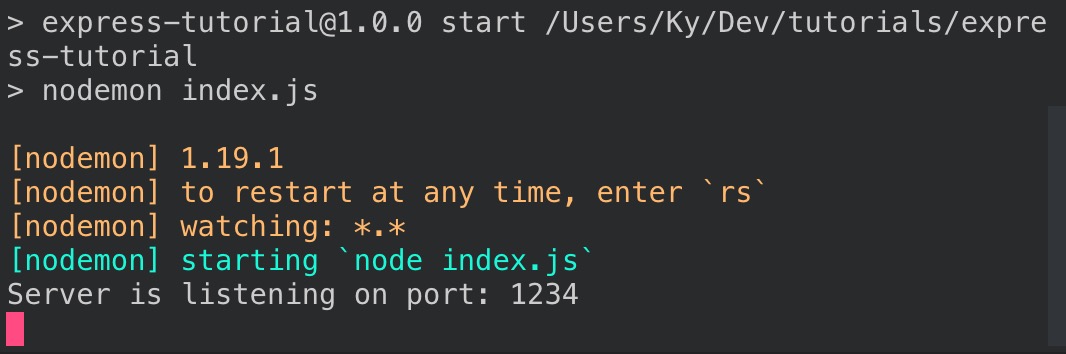 > express-tutorial@1.0.0 start /Users/Ky/Dev/tutorials/expre
ss-tutorial
> nodemon index.js
[nodemon] 1.19.1
[nodemon] to restart at any time, enter `rs`
[nodemon] watching: *.*
[nodemon] starting `node index.js`
Server is listening on port: 1234